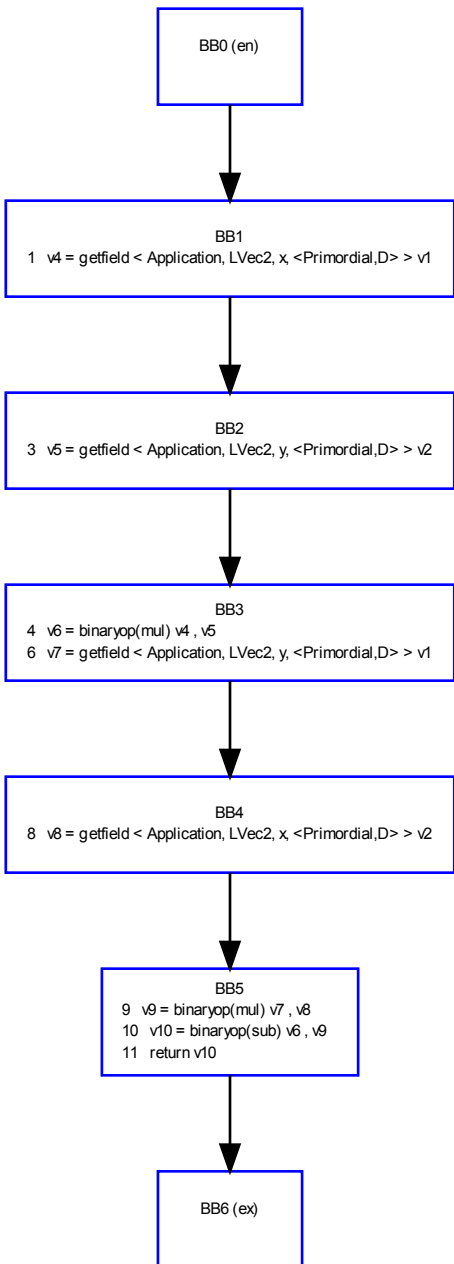 BB0 (en)
BB1
1 v4 = getfield < Application, LVec2, x, <Primordial,D> > v1
BB2
3 v5 = getfield < Application, LVec2, y, <Primordial,D> > v2
BB3
4 v6 = binaryop(mul) v4 , v5
6 v7 = getfield < Application, LVec2, y, <Primordial,D> > v1
BB4
8 v8 = getfield < Application, LVec2, x, <Primordial,D> > v2
BB5
9 v9 = binaryop(mul) v7 , v8
10 v10 = binaryop(sub) v6 , v9
11 return v10
BB6 (ex)